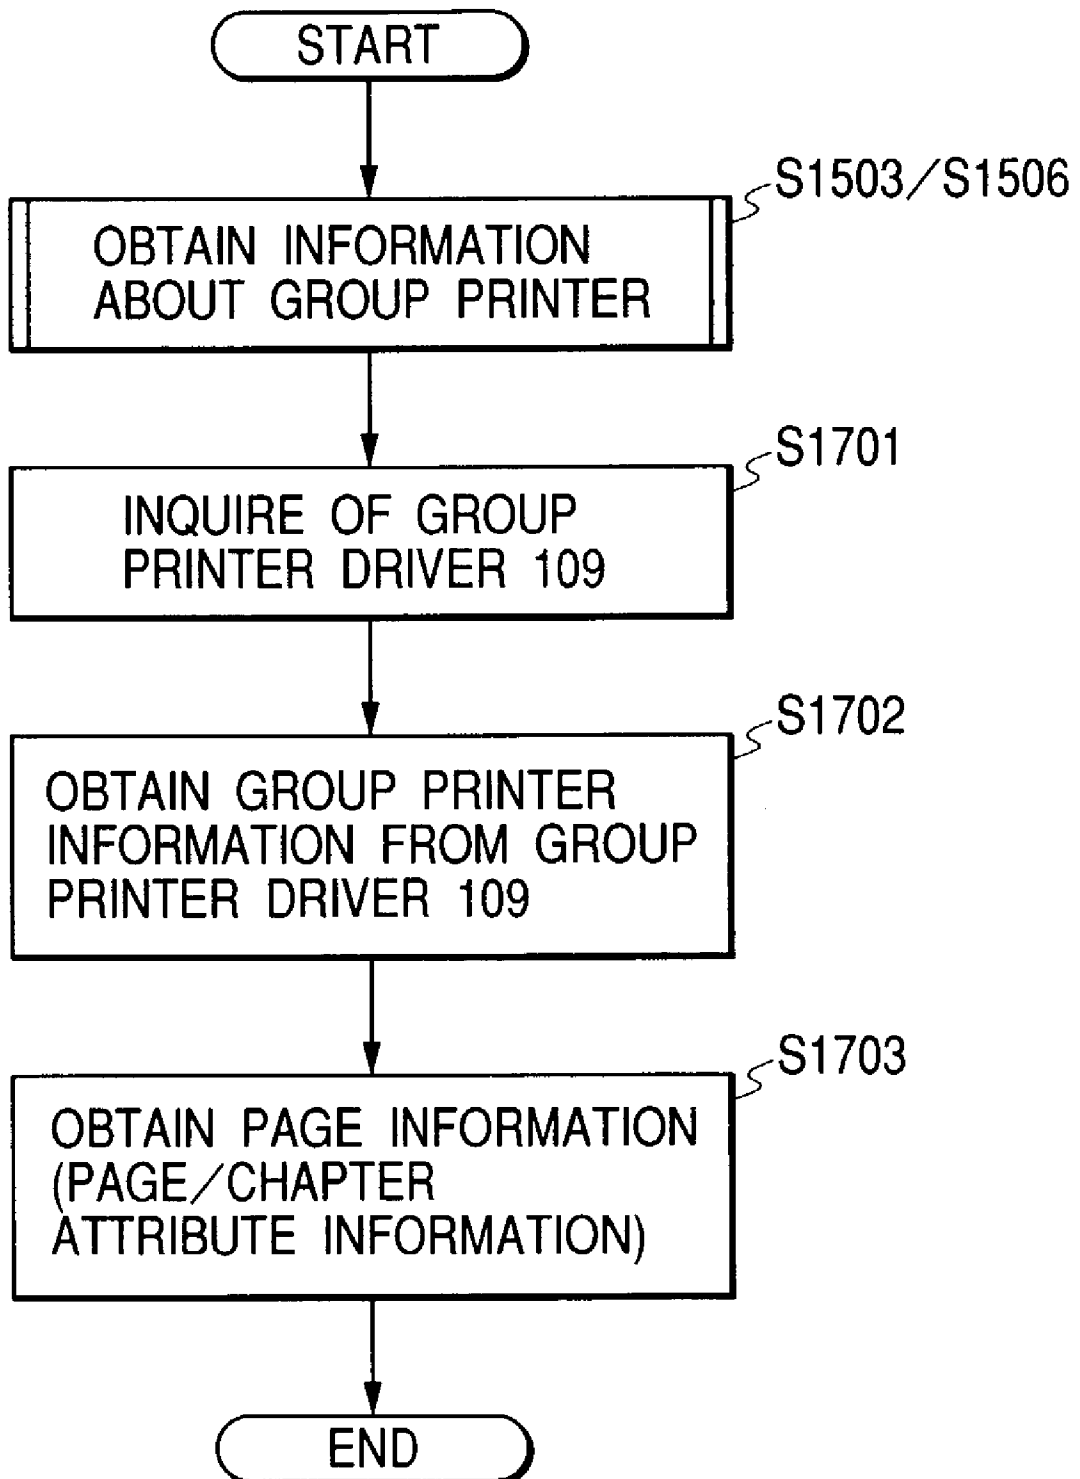 START
S1503/S1506
OBTAIN INFORMATION
ABOUT GROUP PRINTER
S1701
INQUIRE OF GROUP
PRINTER DRIVER 109
S1702
OBTAIN GROUP PRINTER
INFORMATION FROM GROUP
PRINTER DRIVER 109
S1703
OBTAIN PAGE INFORMATION
(PAGE/CHAPTER
ATTRIBUTE INFORMATION)
END